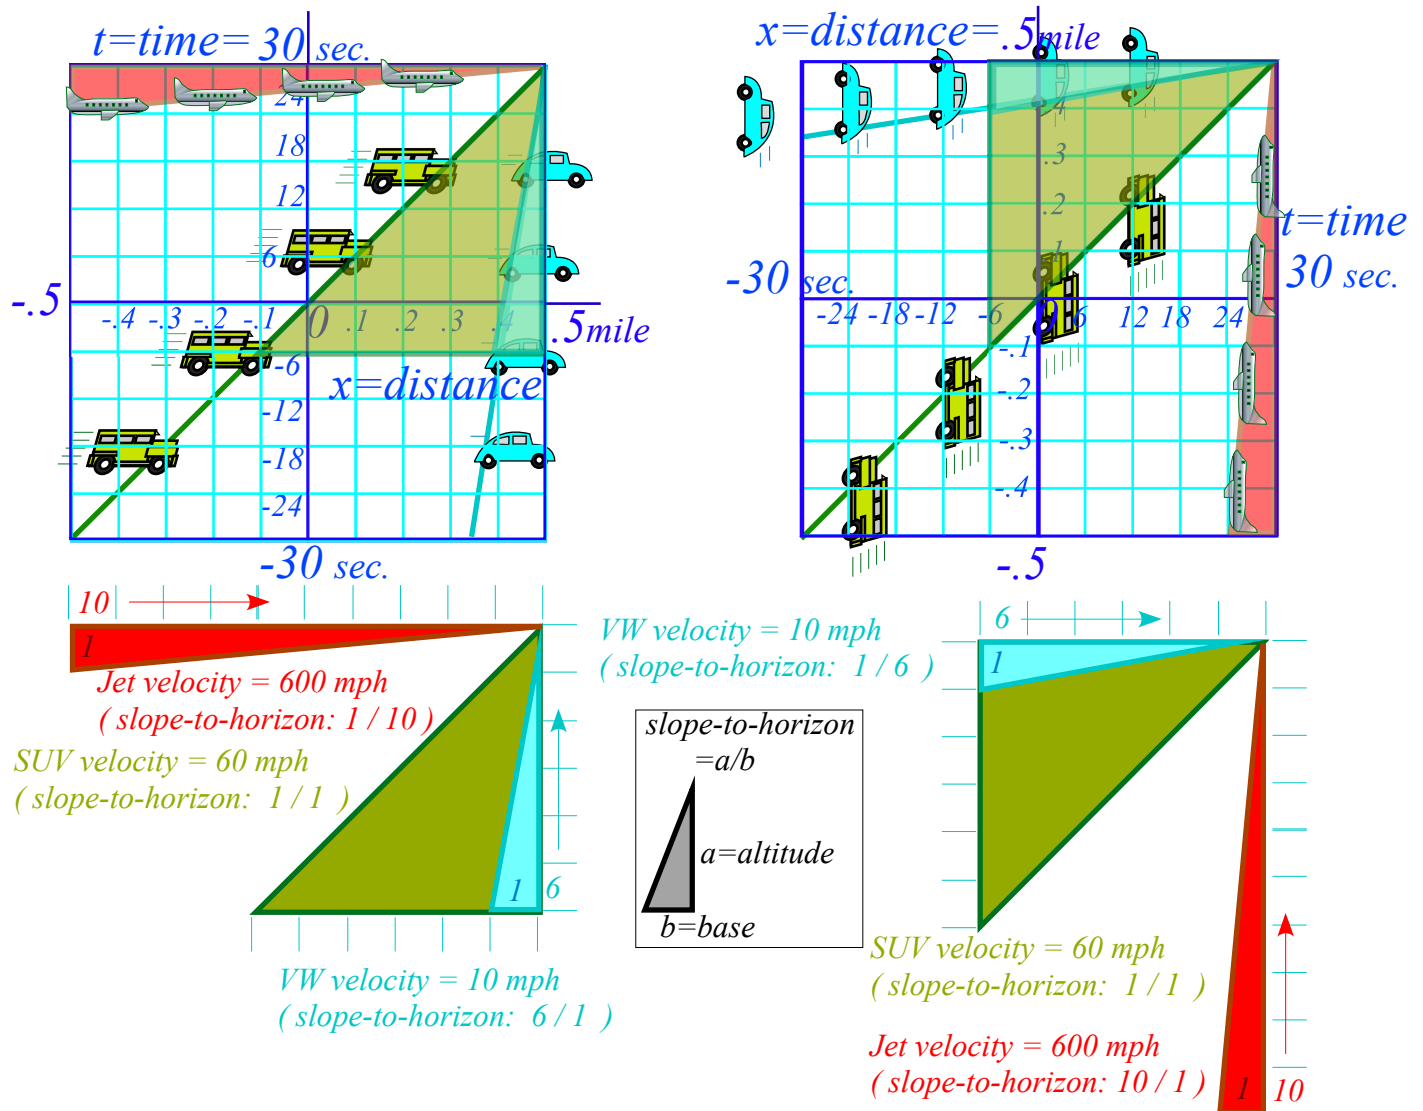 t=time= 30 sec.
24
18
12
6
-.5
-.4 -.3 -.2 -.1 0 .1 .2 .3 .4
.5mile
-6
x=distance
-12
-18
-24
-30 sec.
x=distance=.5mile
.4
.3
.2
.1
t=time
-30 sec.
30 sec.
-24 -18 -12 -6 0 6 12 18 24
-.1
-.2
-.3
-.4
-.5
10
1
Jet velocity = 600 mph
( slope-to-horizon: 1 / 10 )
SUV velocity = 60 mph
( slope-to-horizon: 1 / 1 )
1 6
VW velocity = 10 mph
( slope-to-horizon: 6 / 1 )
VW velocity = 10 mph
( slope-to-horizon: 1 / 6 )
slope-to-horizon
=a/b
a=altitude
b=base
6
1
SUV velocity = 60 mph
( slope-to-horizon: 1 / 1 )
Jet velocity = 600 mph
( slope-to-horizon: 10 / 1 )
1 10